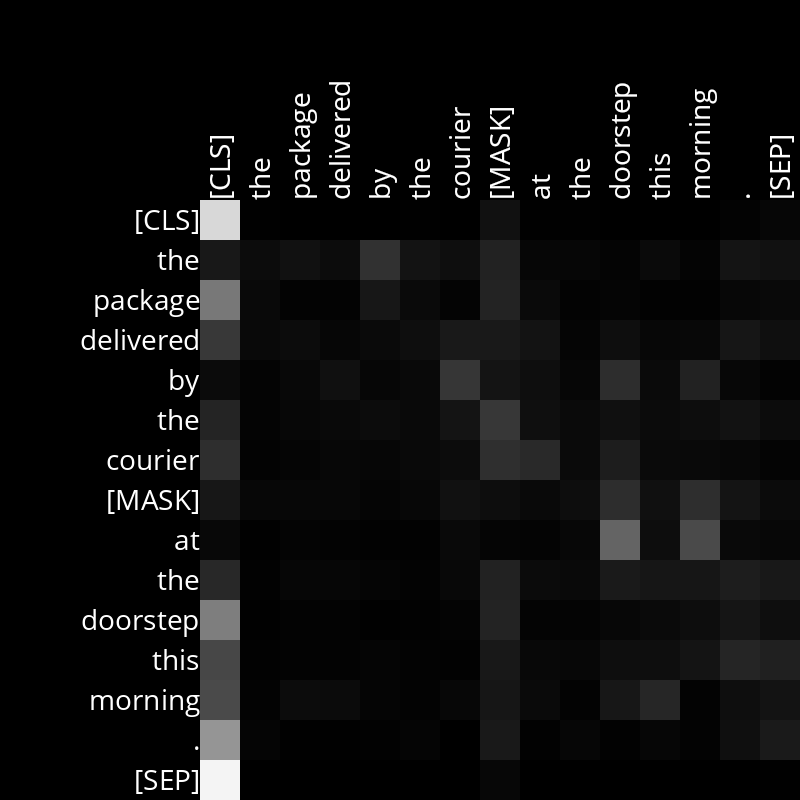 [CLS]
the
package
delivered
by
the
courier
[MASK]
at
the
doorstep
this
morning
.
[SEP]
[CLS]
the
package
delivered
by
the
courier
[MASK]
at
the
doorstep
this
morning
.
[SEP]